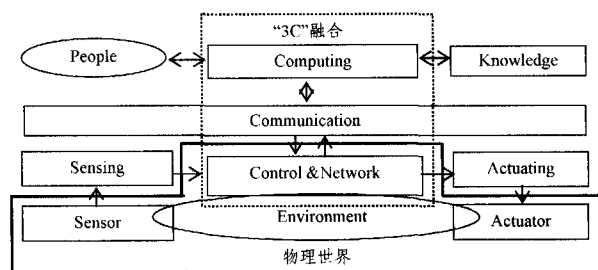 “3C”融合
People
Computing
Knowledge
Communication
Sensing
Control &Network
Actuating
Sensor
Environment
Actuator
物理世界